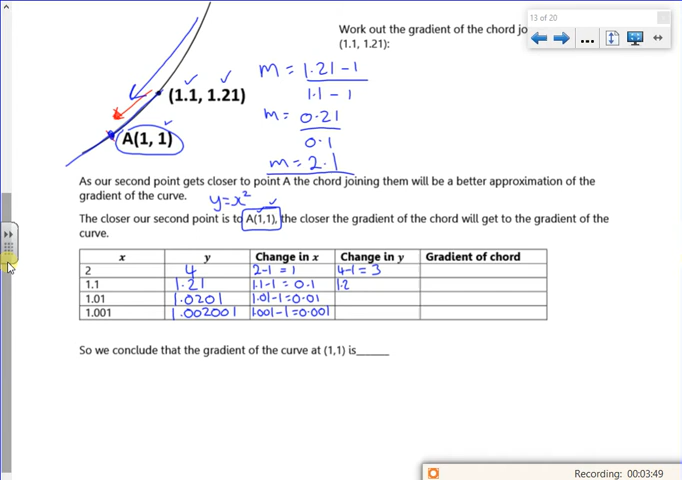 13 of 20
Work out the gradient of the chord jo
(1.1, 1.21):
m = 1.21 - 1
1.1 - 1
(1.1, 1.21)
m = 0.21
0.1
A(1, 1)
m = 2.1
As our second point gets closer to point A the chord joining them will be a better approximation of the
gradient of the curve.
y=x²
The closer our second point is to A(1,1), the closer the gradient of the chord will get to the gradient of the
curve.
x y Change in x Change in y Gradient of chord
2 4 2-1 = 1 4-1 = 3
1.1 1.21 1.1-1 = 0.1 1.2
1.01 1.0201 1.01-1=0.01
1.001 1.002001 1.001-1=0.001
So we conclude that the gradient of the curve at (1,1) is______
Recording: 00:03:49